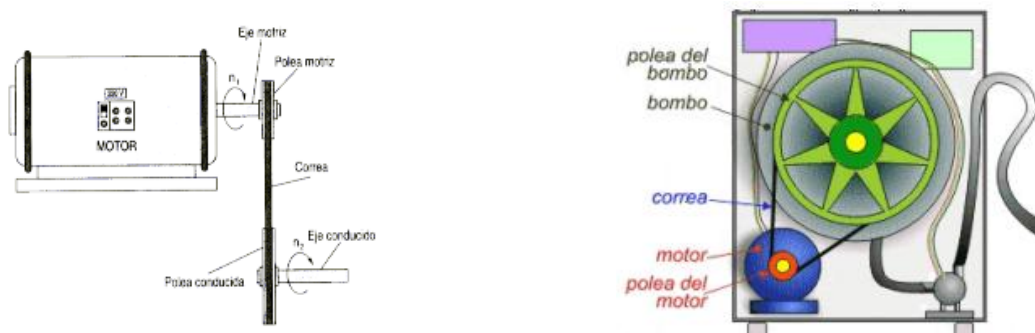 Eje motriz
Polea motriz
n1
220 V
MOTOR
Correa
Eje conducido
n2
Polea conducida
polea del
bombo
bombo
correa
motor
polea del
motor